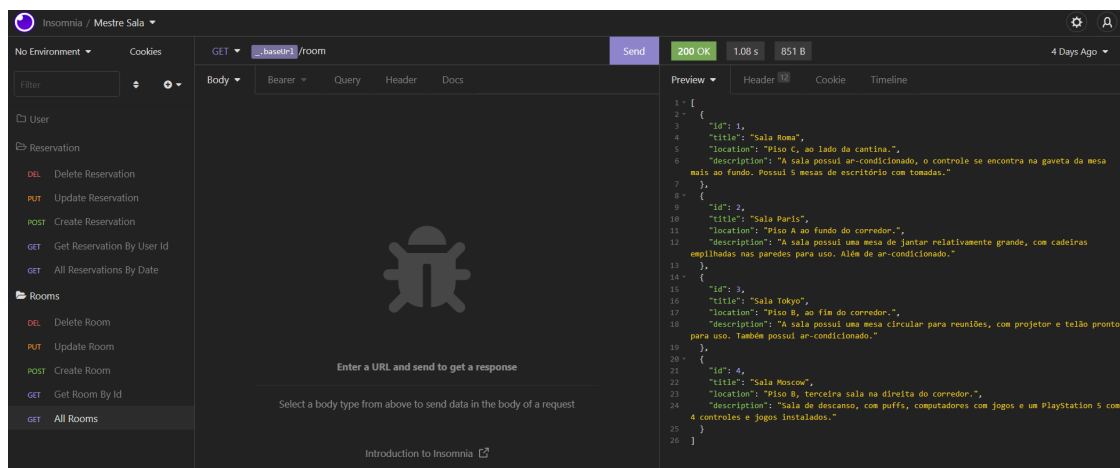 Insomnia / Mestre Sala
No Environment
Cookies
Filter
User
Reservation
DEL Delete Reservation
PUT Update Reservation
POST Create Reservation
GET Get Reservation By User Id
GET All Reservations By Date
Rooms
DEL Delete Room
PUT Update Room
POST Create Room
GET Get Room By Id
GET All Rooms
GET _.baseUrl /room
Send
Body Bearer Query Header Docs
Enter a URL and send to get a response
Select a body type from above to send data in the body of a request
Introduction to Insomnia
200 OK 1.08 s 851 B 4 Days Ago
Preview Header 12 Cookie Timeline
1 [
2 {
3 "id": 1,
4 "title": "Sala Roma",
5 "location": "Piso C, ao lado da cantina.",
6 "description": "A sala possui ar-condicionado, o controle se encontra na gaveta da mesa
mais ao fundo. Possui 5 mesas de escritório com tomadas."
7 },
8 {
9 "id": 2,
10 "title": "Sala Paris",
11 "location": "Piso A ao fundo do corredor.",
12 "description": "A sala possui uma mesa de jantar relativamente grande, com cadeiras
empilhadas nas paredes para uso. Além de ar-condicionado."
13 },
14 {
15 "id": 3,
16 "title": "Sala Tokyo",
17 "location": "Piso B, ao fim do corredor.",
18 "description": "A sala possui uma mesa circular para reuniões, com projetor e telão pronto
para uso. Também possui ar-condicionado."
19 },
20 {
21 "id": 4,
22 "title": "Sala Moscow",
23 "location": "Piso B, terceira sala na direita do corredor.",
24 "description": "Sala de descanso, com puffs, computadores com jogos e um PlayStation 5 com
4 controles e jogos instalados."
25 }
26 ]